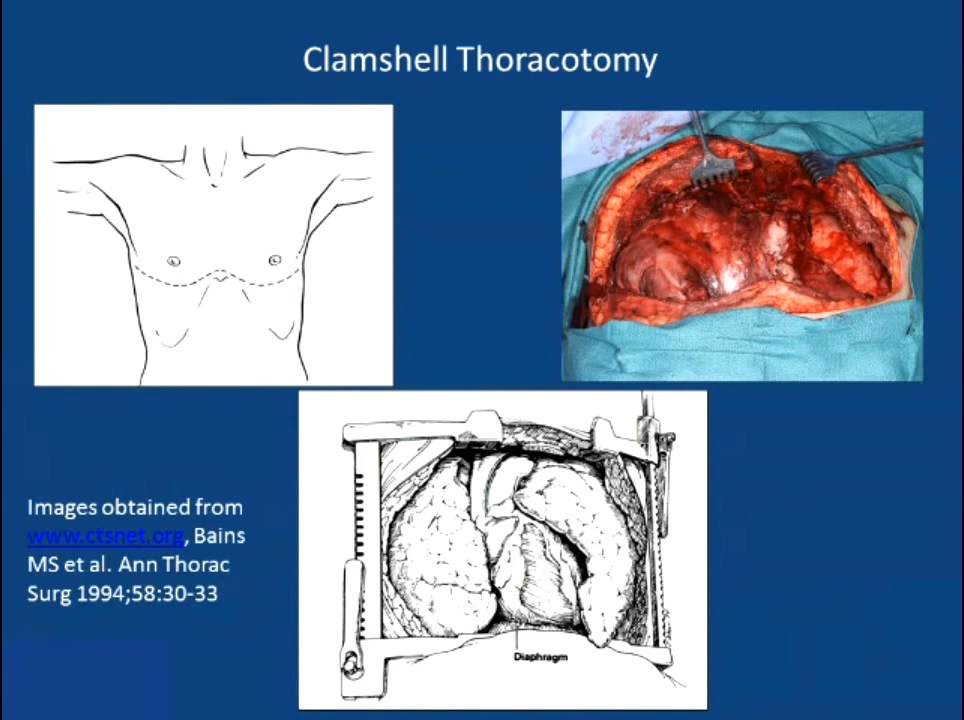 Clamshell Thoracotomy
Images obtained from
www.ctsnet.org, Bains
MS et al. Ann Thorac
Surg 1994;58:30-33
Diaphragm